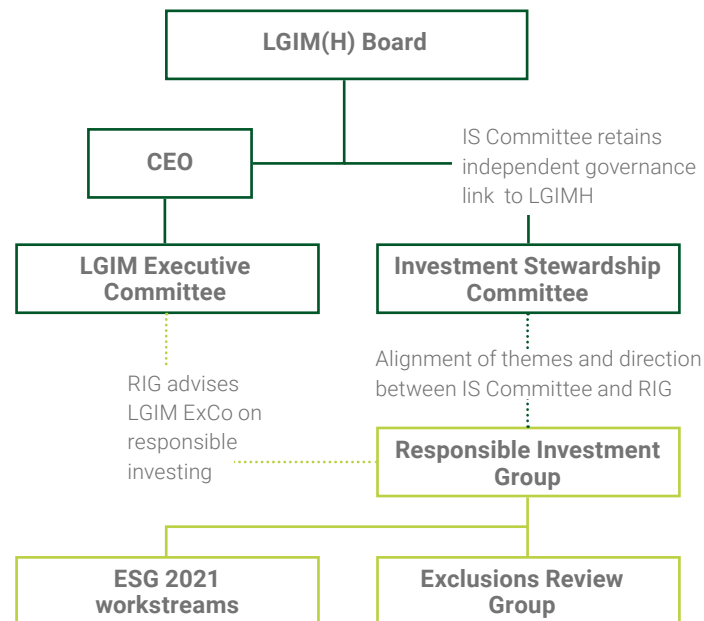 LGIM(H) Board
CEO
IS Committee retains
independent governance
link to LGIMH
LGIM Executive
Committee
Investment Stewardship
Committee
RIG advises
LGIM ExCo on
responsible
investing
Alignment of themes and direction
between IS Committee and RIG
Responsible Investment
Group
ESG 2021
workstreams
Exclusions Review
Group